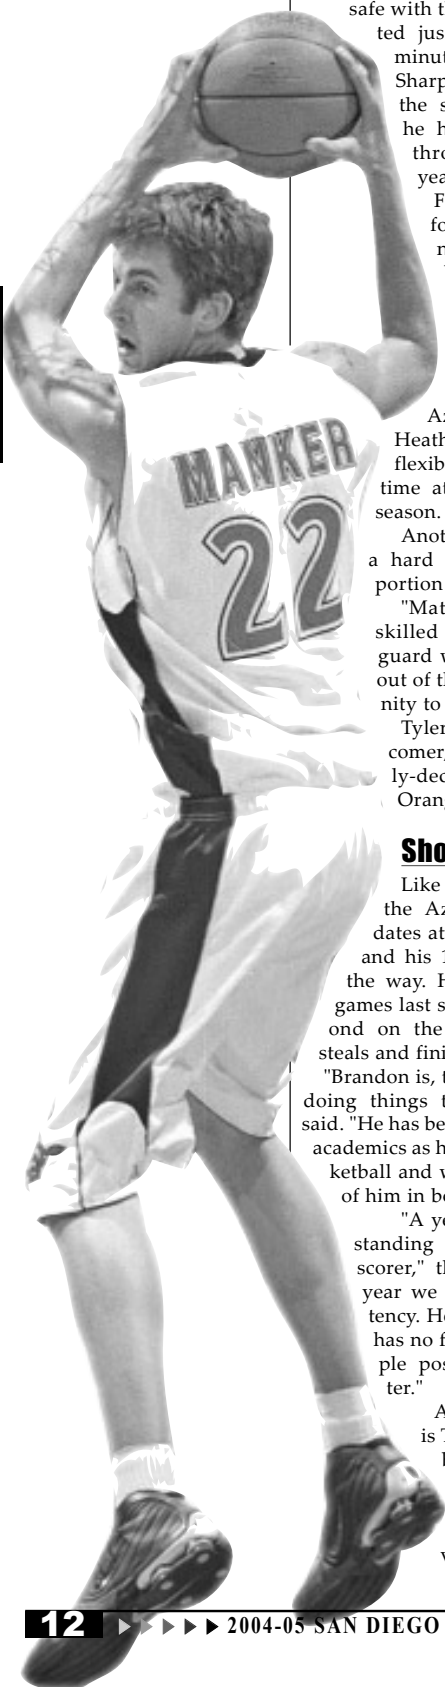 safe with t
ted jus
minut
Sharp
the s
he h
thro
yea
F
fo
n
MANKER
22
Az
Heath
flexib
time at
season.
Anot
a hard
portion
"Mat
skilled
guard w
out of th
nity to
Tyler
comer,
ly-dec
Orang
Sho
Like
the Az
dates at
and his 1
the way. H
games last s
ond on the
steals and fini
"Brandon is, t
doing things t
said. "He has be
academics as h
ketball and w
of him in be
"A ye
standing
scorer," th
year we
tency. He
has no f
ple pos
ter."
A
is T
12 2004-05 SAN DIEGO